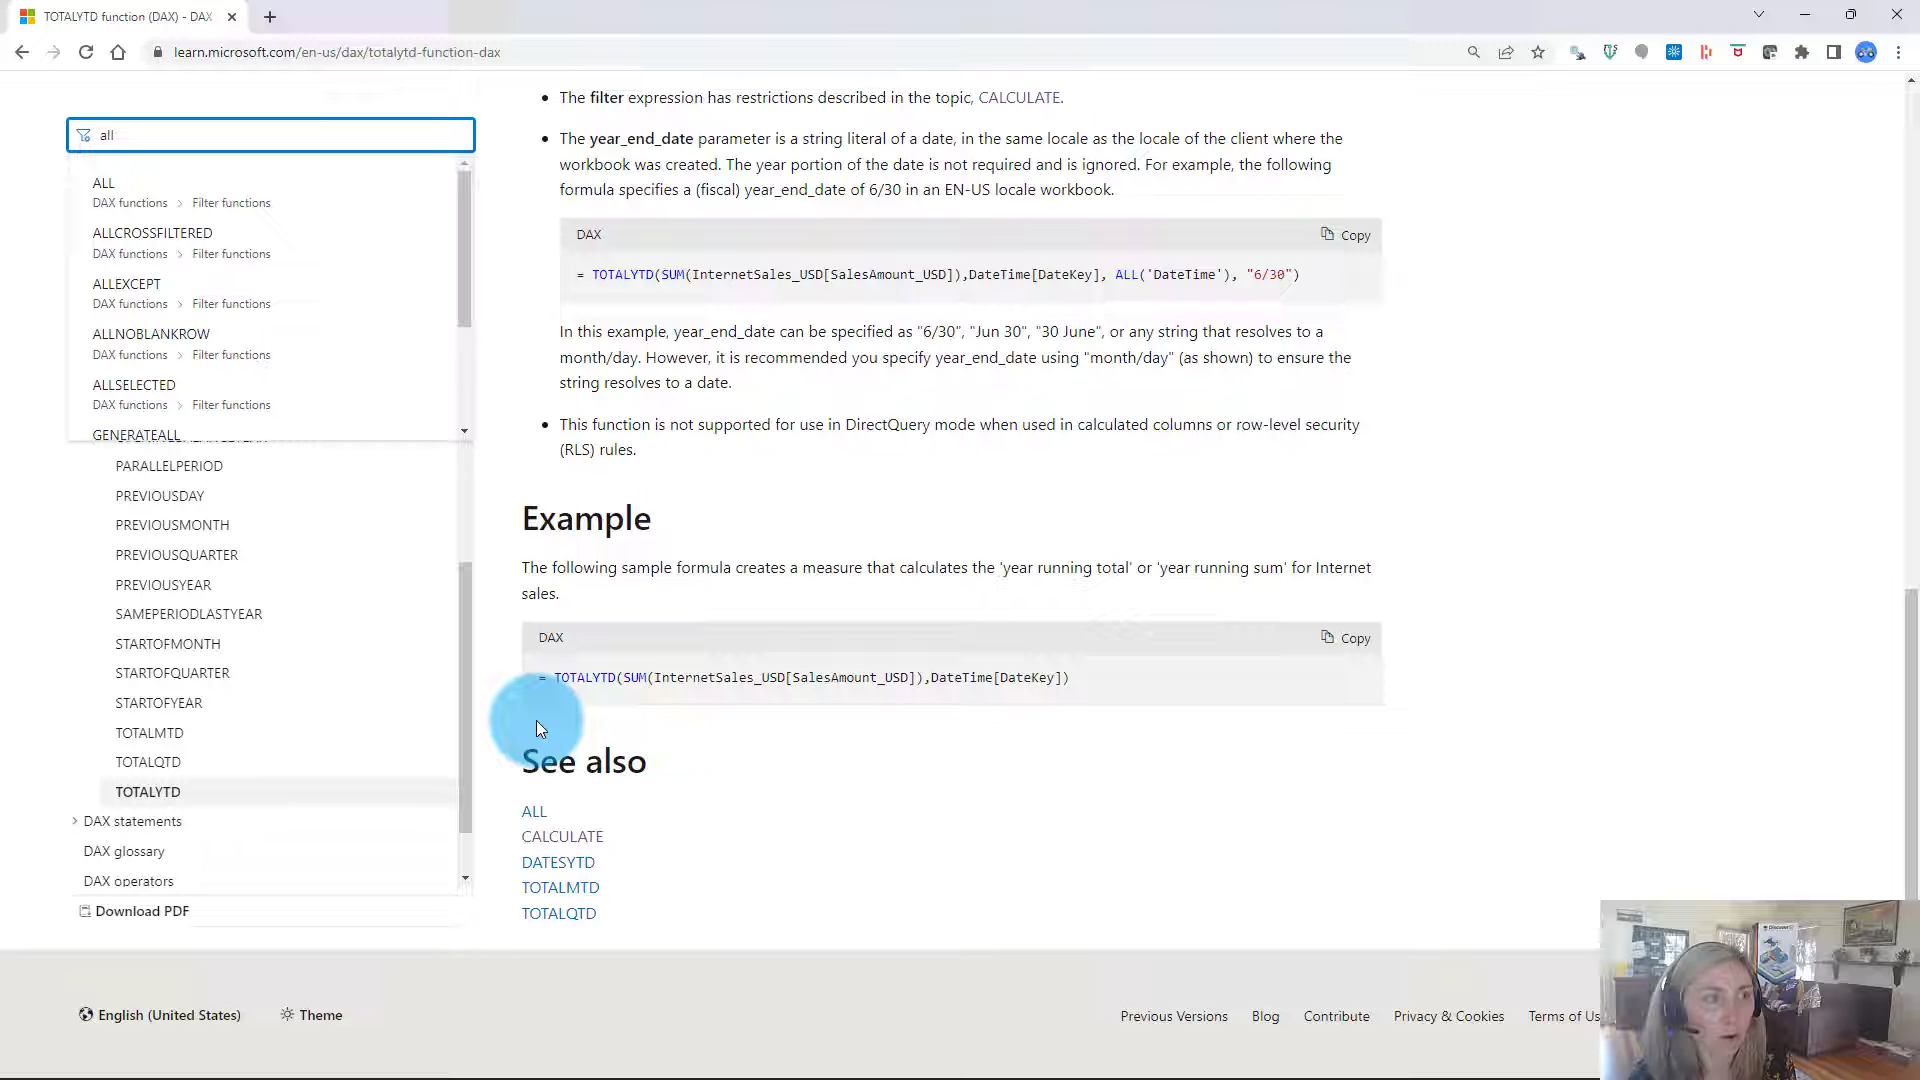 TOTALYTD function (DAX) - DAX
learn.microsoft.com/en-us/dax/totalytd-function-dax
all
ALL
DAX functions > Filter functions
ALLCROSSFILTERED
DAX functions > Filter functions
ALLEXCEPT
DAX functions > Filter functions
ALLNOBLANKROW
DAX functions > Filter functions
ALLSELECTED
DAX functions > Filter functions
GENERATEALL
PARALLELPERIOD
PREVIOUSDAY
PREVIOUSMONTH
PREVIOUSQUARTER
PREVIOUSYEAR
SAMEPERIODLASTYEAR
STARTOFMONTH
STARTOFQUARTER
STARTOFYEAR
TOTALMTD
TOTALQTD
TOTALYTD
DAX statements
DAX glossary
DAX operators
Download PDF
• The filter expression has restrictions described in the topic, CALCULATE.
• The year_end_date parameter is a string literal of a date, in the same locale as the locale of the client where the
workbook was created. The year portion of the date is not required and is ignored. For example, the following
formula specifies a (fiscal) year_end_date of 6/30 in an EN-US locale workbook.
DAX Copy
= TOTALYTD(SUM(InternetSales_USD[SalesAmount_USD]),DateTime[DateKey], ALL('DateTime'), "6/30")
In this example, year_end_date can be specified as "6/30", "Jun 30", "30 June", or any string that resolves to a
month/day. However, it is recommended you specify year_end_date using "month/day" (as shown) to ensure the
string resolves to a date.
• This function is not supported for use in DirectQuery mode when used in calculated columns or row-level security
(RLS) rules.
Example
The following sample formula creates a measure that calculates the 'year running total' or 'year running sum' for Internet
sales.
DAX Copy
= TOTALYTD(SUM(InternetSales_USD[SalesAmount_USD]),DateTime[DateKey])
See also
ALL
CALCULATE
DATESYTD
TOTALMTD
TOTALQTD
English (United States) Theme
Previous Versions Blog Contribute Privacy & Cookies Terms of Us